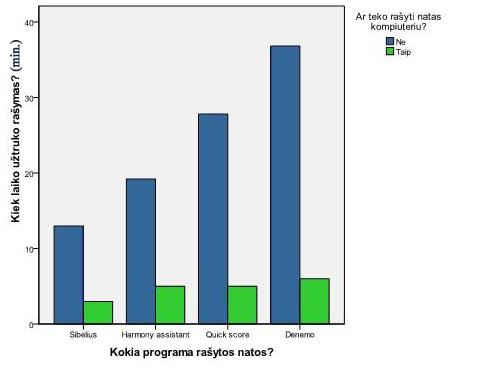 Ar teko rašyti natas
kompiuteriu?
Ne
Taip
Kiek laiko užtruko rašymas? (min.)
40
30
20
10
0
Sibelius
Harmony assistant
Quick score
Denemo
Kokia programa rašytos natos?